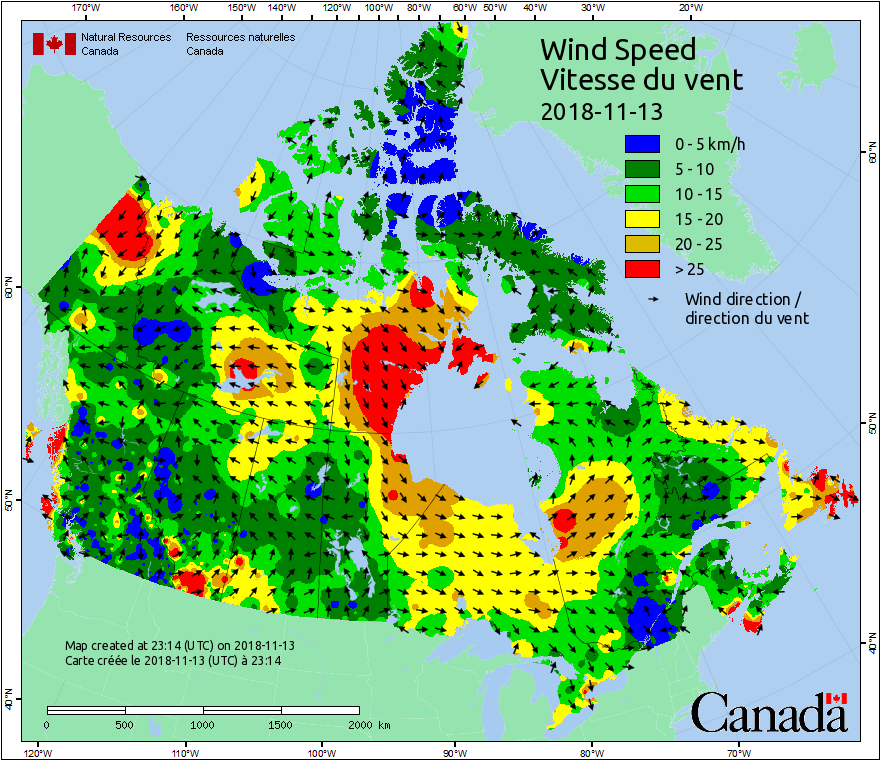 170°W 160°W 150°W 140°W 120°W 100°W 80°W 60°W 50°W 40°W 30°W 20°W
Natural Resources Ressources naturelles
Canada Canada
Wind Speed
Vitesse du vent
2018-11-13
0 - 5 km/h
5 - 10
10 - 15
15 - 20
20 - 25
> 25
Wind direction /
direction du vent
60°N 60°N
50°N 50°N
40°N 40°N
Map created at 23:14 (UTC) on 2018-11-13
Carte créée le 2018-11-13 (UTC) à 23:14
0 500 1000 1500 2000 km
Canada
120°W 110°W 100°W 90°W 80°W 70°W